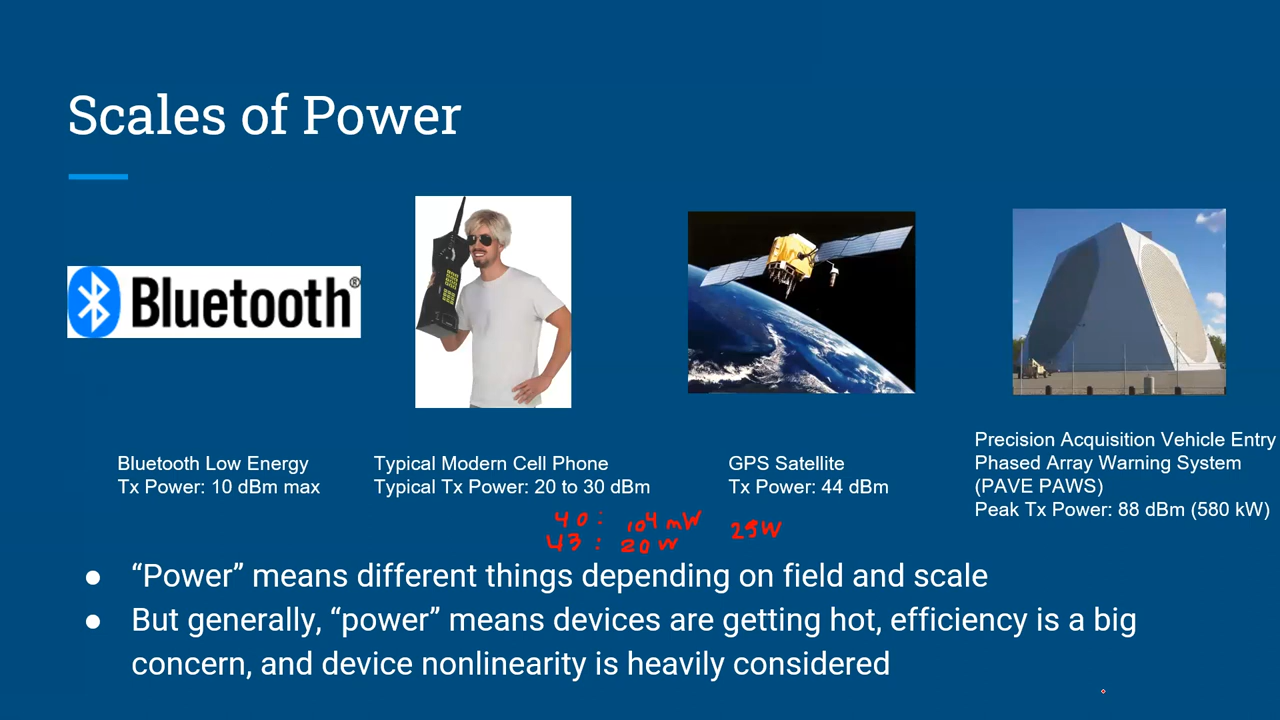 Scales of Power
Bluetooth®
Bluetooth Low Energy
Tx Power: 10 dBm max
Typical Modern Cell Phone
Typical Tx Power: 20 to 30 dBm
GPS Satellite
Tx Power: 44 dBm
Precision Acquisition Vehicle Entry
Phased Array Warning System
(PAVE PAWS)
Peak Tx Power: 88 dBm (580 kW)
40 : 10⁴ mW
43 : 20 W
25W
● “Power” means different things depending on field and scale
● But generally, “power” means devices are getting hot, efficiency is a big
concern, and device nonlinearity is heavily considered